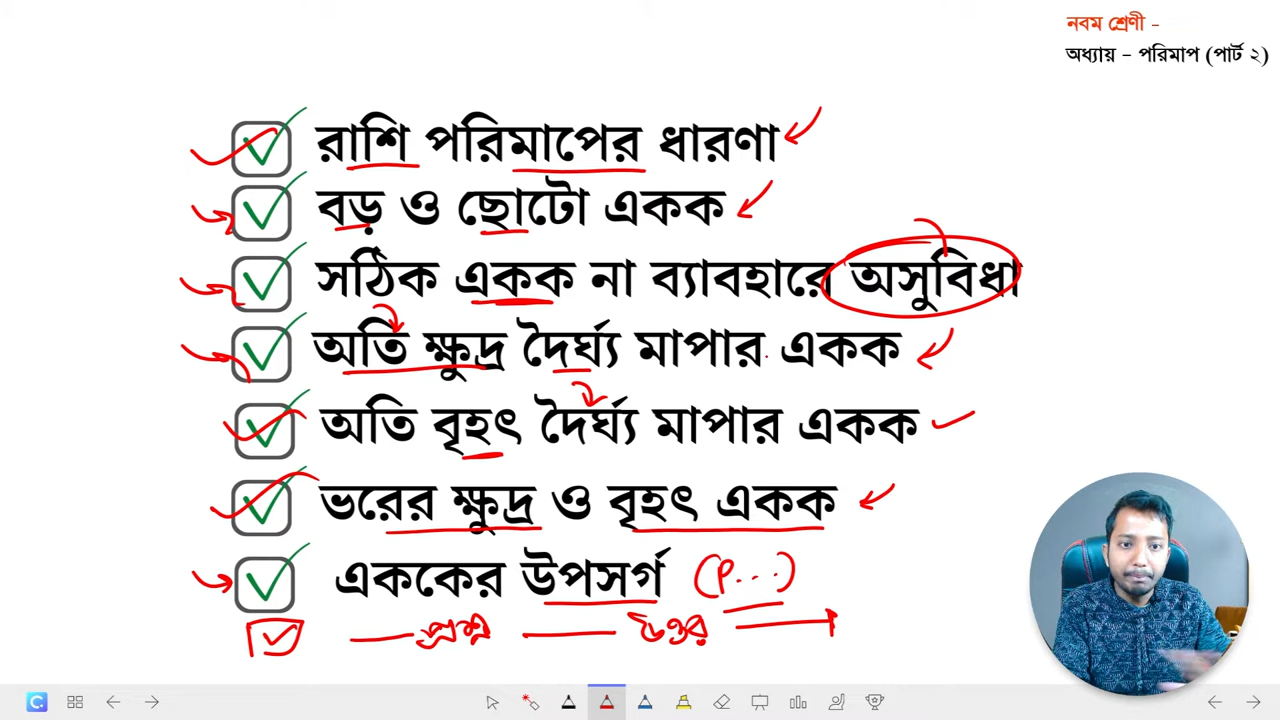 নবম শ্রেণী -
অধ্যায় - পরিমাপ (পার্ট ২)
রাশি পরিমাপের ধারণা
বড় ও ছোটো একক
সঠিক একক না ব্যাবহারে অসুবিধা
অতি ক্ষুদ্র দৈর্ঘ্য মাপার একক
অতি বৃহৎ দৈর্ঘ্য মাপার একক
ভরের ক্ষুদ্র ও বৃহৎ একক
এককের উপসর্গ (P...)
প্রশ্ন উত্তর